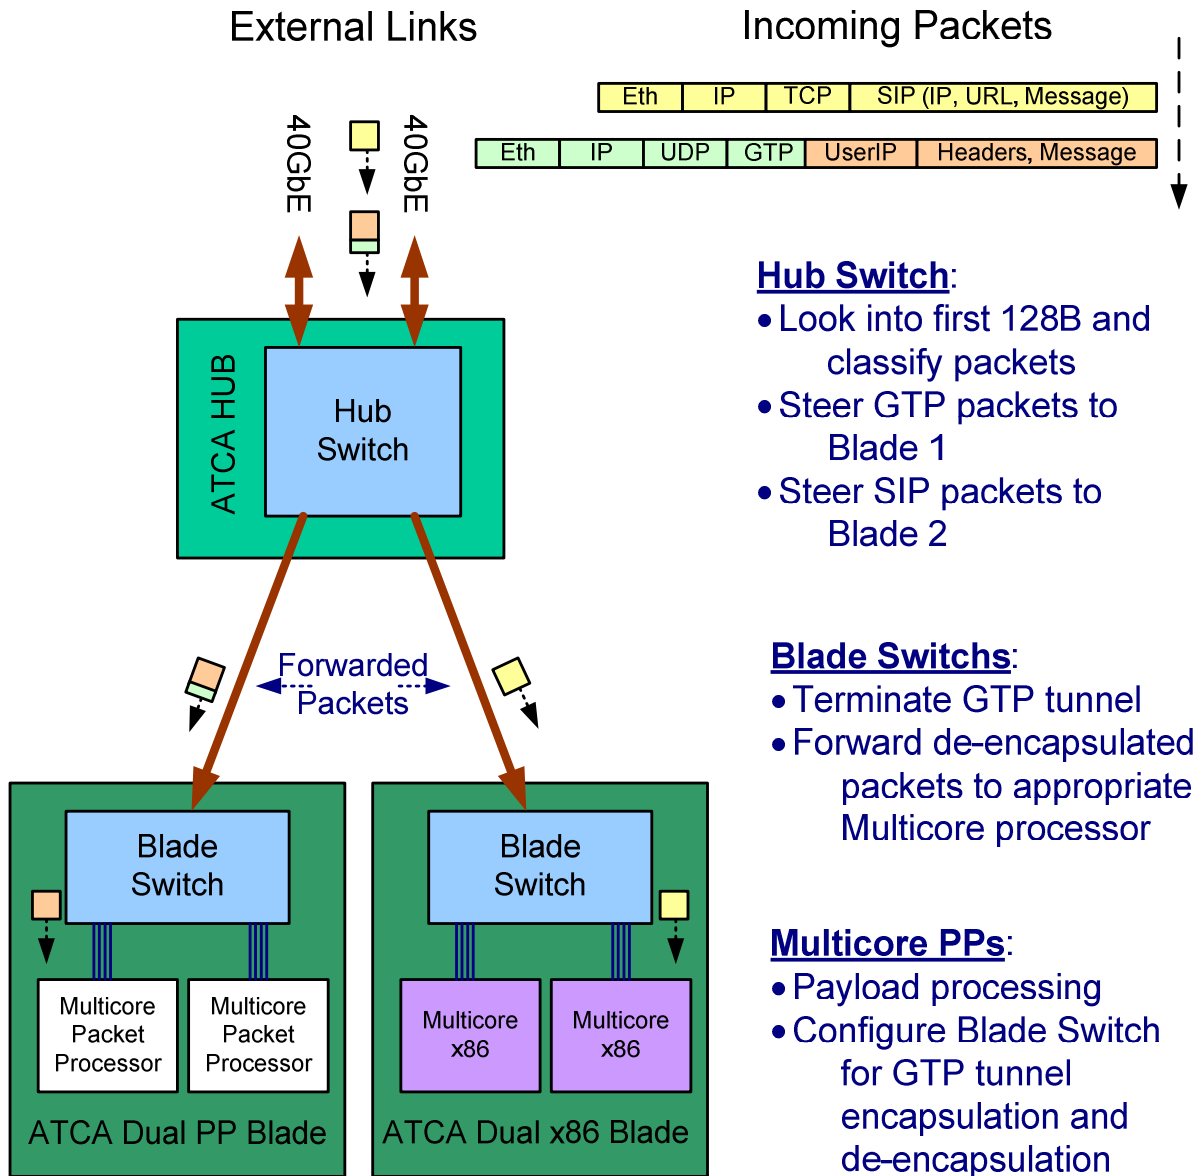 External Links
Incoming Packets
Eth IP TCP SIP (IP, URL, Message)
Eth IP UDP GTP UserIP Headers, Message
40GbE
40GbE
ATCA HUB
Hub
Switch
Hub Switch:
• Look into first 128B and
classify packets
• Steer GTP packets to
Blade 1
• Steer SIP packets to
Blade 2
Forwarded
Packets
Blade Switchs:
• Terminate GTP tunnel
• Forward de-encapsulated
packets to appropriate
Multicore processor
Blade
Switch
Multicore
Packet
Processor
Multicore
Packet
Processor
ATCA Dual PP Blade
Blade
Switch
Multicore
x86
Multicore
x86
ATCA Dual x86 Blade
Multicore PPs:
• Payload processing
• Configure Blade Switch
for GTP tunnel
encapsulation and
de-encapsulation